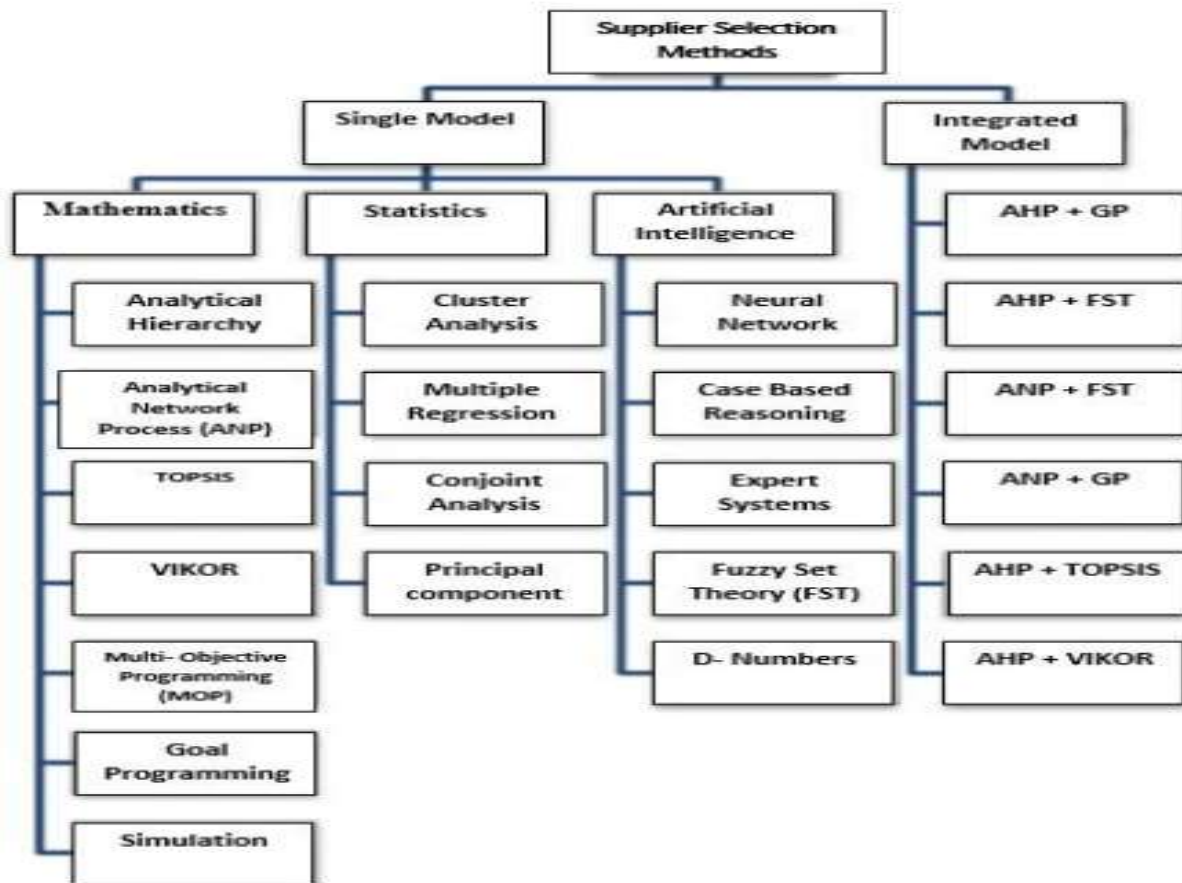 Supplier Selection
Methods
Single Model
Integrated
Model
Mathematics
Statistics
Artificial
Intelligence
Analytical
Hierarchy
Analytical
Network
Process (ANP)
TOPSIS
VIKOR
Multi- Objective
Programming
(MOP)
Goal
Programming
Simulation
Cluster
Analysis
Multiple
Regression
Conjoint
Analysis
Principal
component
Neural
Network
Case Based
Reasoning
Expert
Systems
Fuzzy Set
Theory (FST)
D- Numbers
AHP + GP
AHP + FST
ANP + FST
ANP + GP
AHP + TOPSIS
AHP + VIKOR